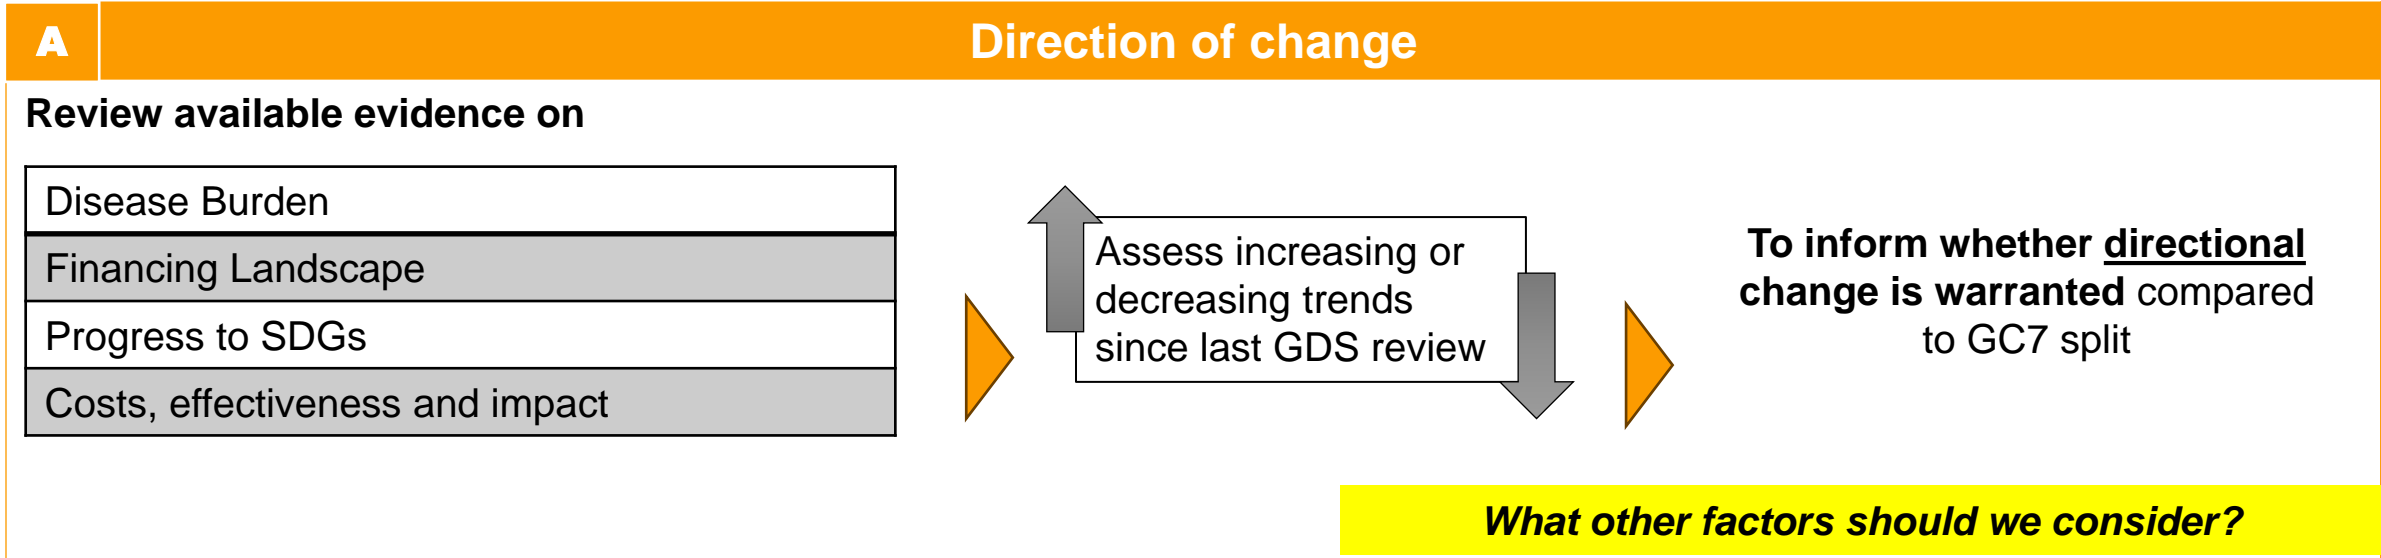 A
Direction of change
Review available evidence on
Disease Burden
Financing Landscape
Progress to SDGs
Costs, effectiveness and impact
Assess increasing or
decreasing trends
since last GDS review
To inform whether directional
change is warranted compared
to GC7 split
What other factors should we consider?